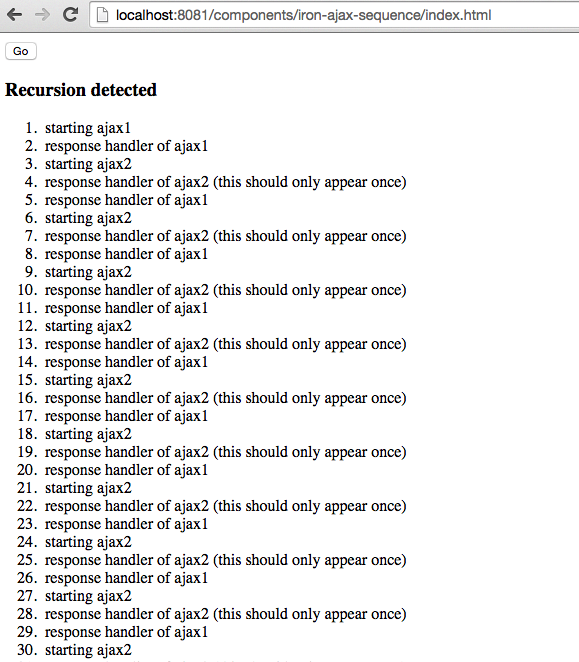 localhost:8081/components/iron-ajax-sequence/index.html
Go
Recursion detected
1. starting ajax1
2. response handler of ajax1
3. starting ajax2
4. response handler of ajax2 (this should only appear once)
5. response handler of ajax1
6. starting ajax2
7. response handler of ajax2 (this should only appear once)
8. response handler of ajax1
9. starting ajax2
10. response handler of ajax2 (this should only appear once)
11. response handler of ajax1
12. starting ajax2
13. response handler of ajax2 (this should only appear once)
14. response handler of ajax1
15. starting ajax2
16. response handler of ajax2 (this should only appear once)
17. response handler of ajax1
18. starting ajax2
19. response handler of ajax2 (this should only appear once)
20. response handler of ajax1
21. starting ajax2
22. response handler of ajax2 (this should only appear once)
23. response handler of ajax1
24. starting ajax2
25. response handler of ajax2 (this should only appear once)
26. response handler of ajax1
27. starting ajax2
28. response handler of ajax2 (this should only appear once)
29. response handler of ajax1
30. starting ajax2